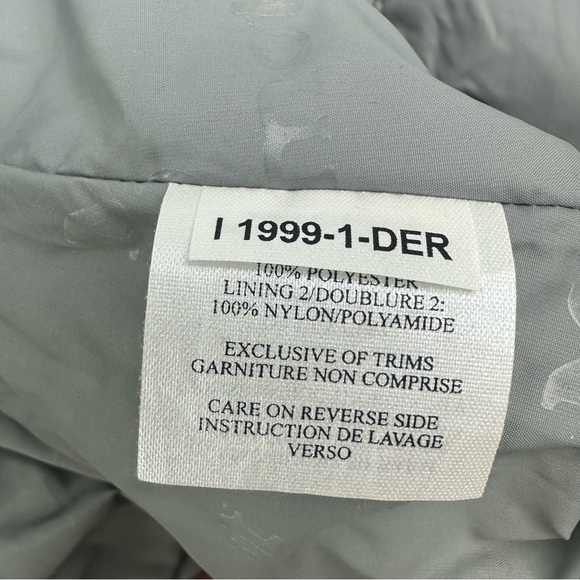 I 1999-1-DER
100% POLYESTER
LINING 2/DOUBLURE 2:
100% NYLON/POLYAMIDE
EXCLUSIVE OF TRIMS
GARNITURE NON COMPRISE
CARE ON REVERSE SIDE
INSTRUCTION DE LAVAGE
VERSO